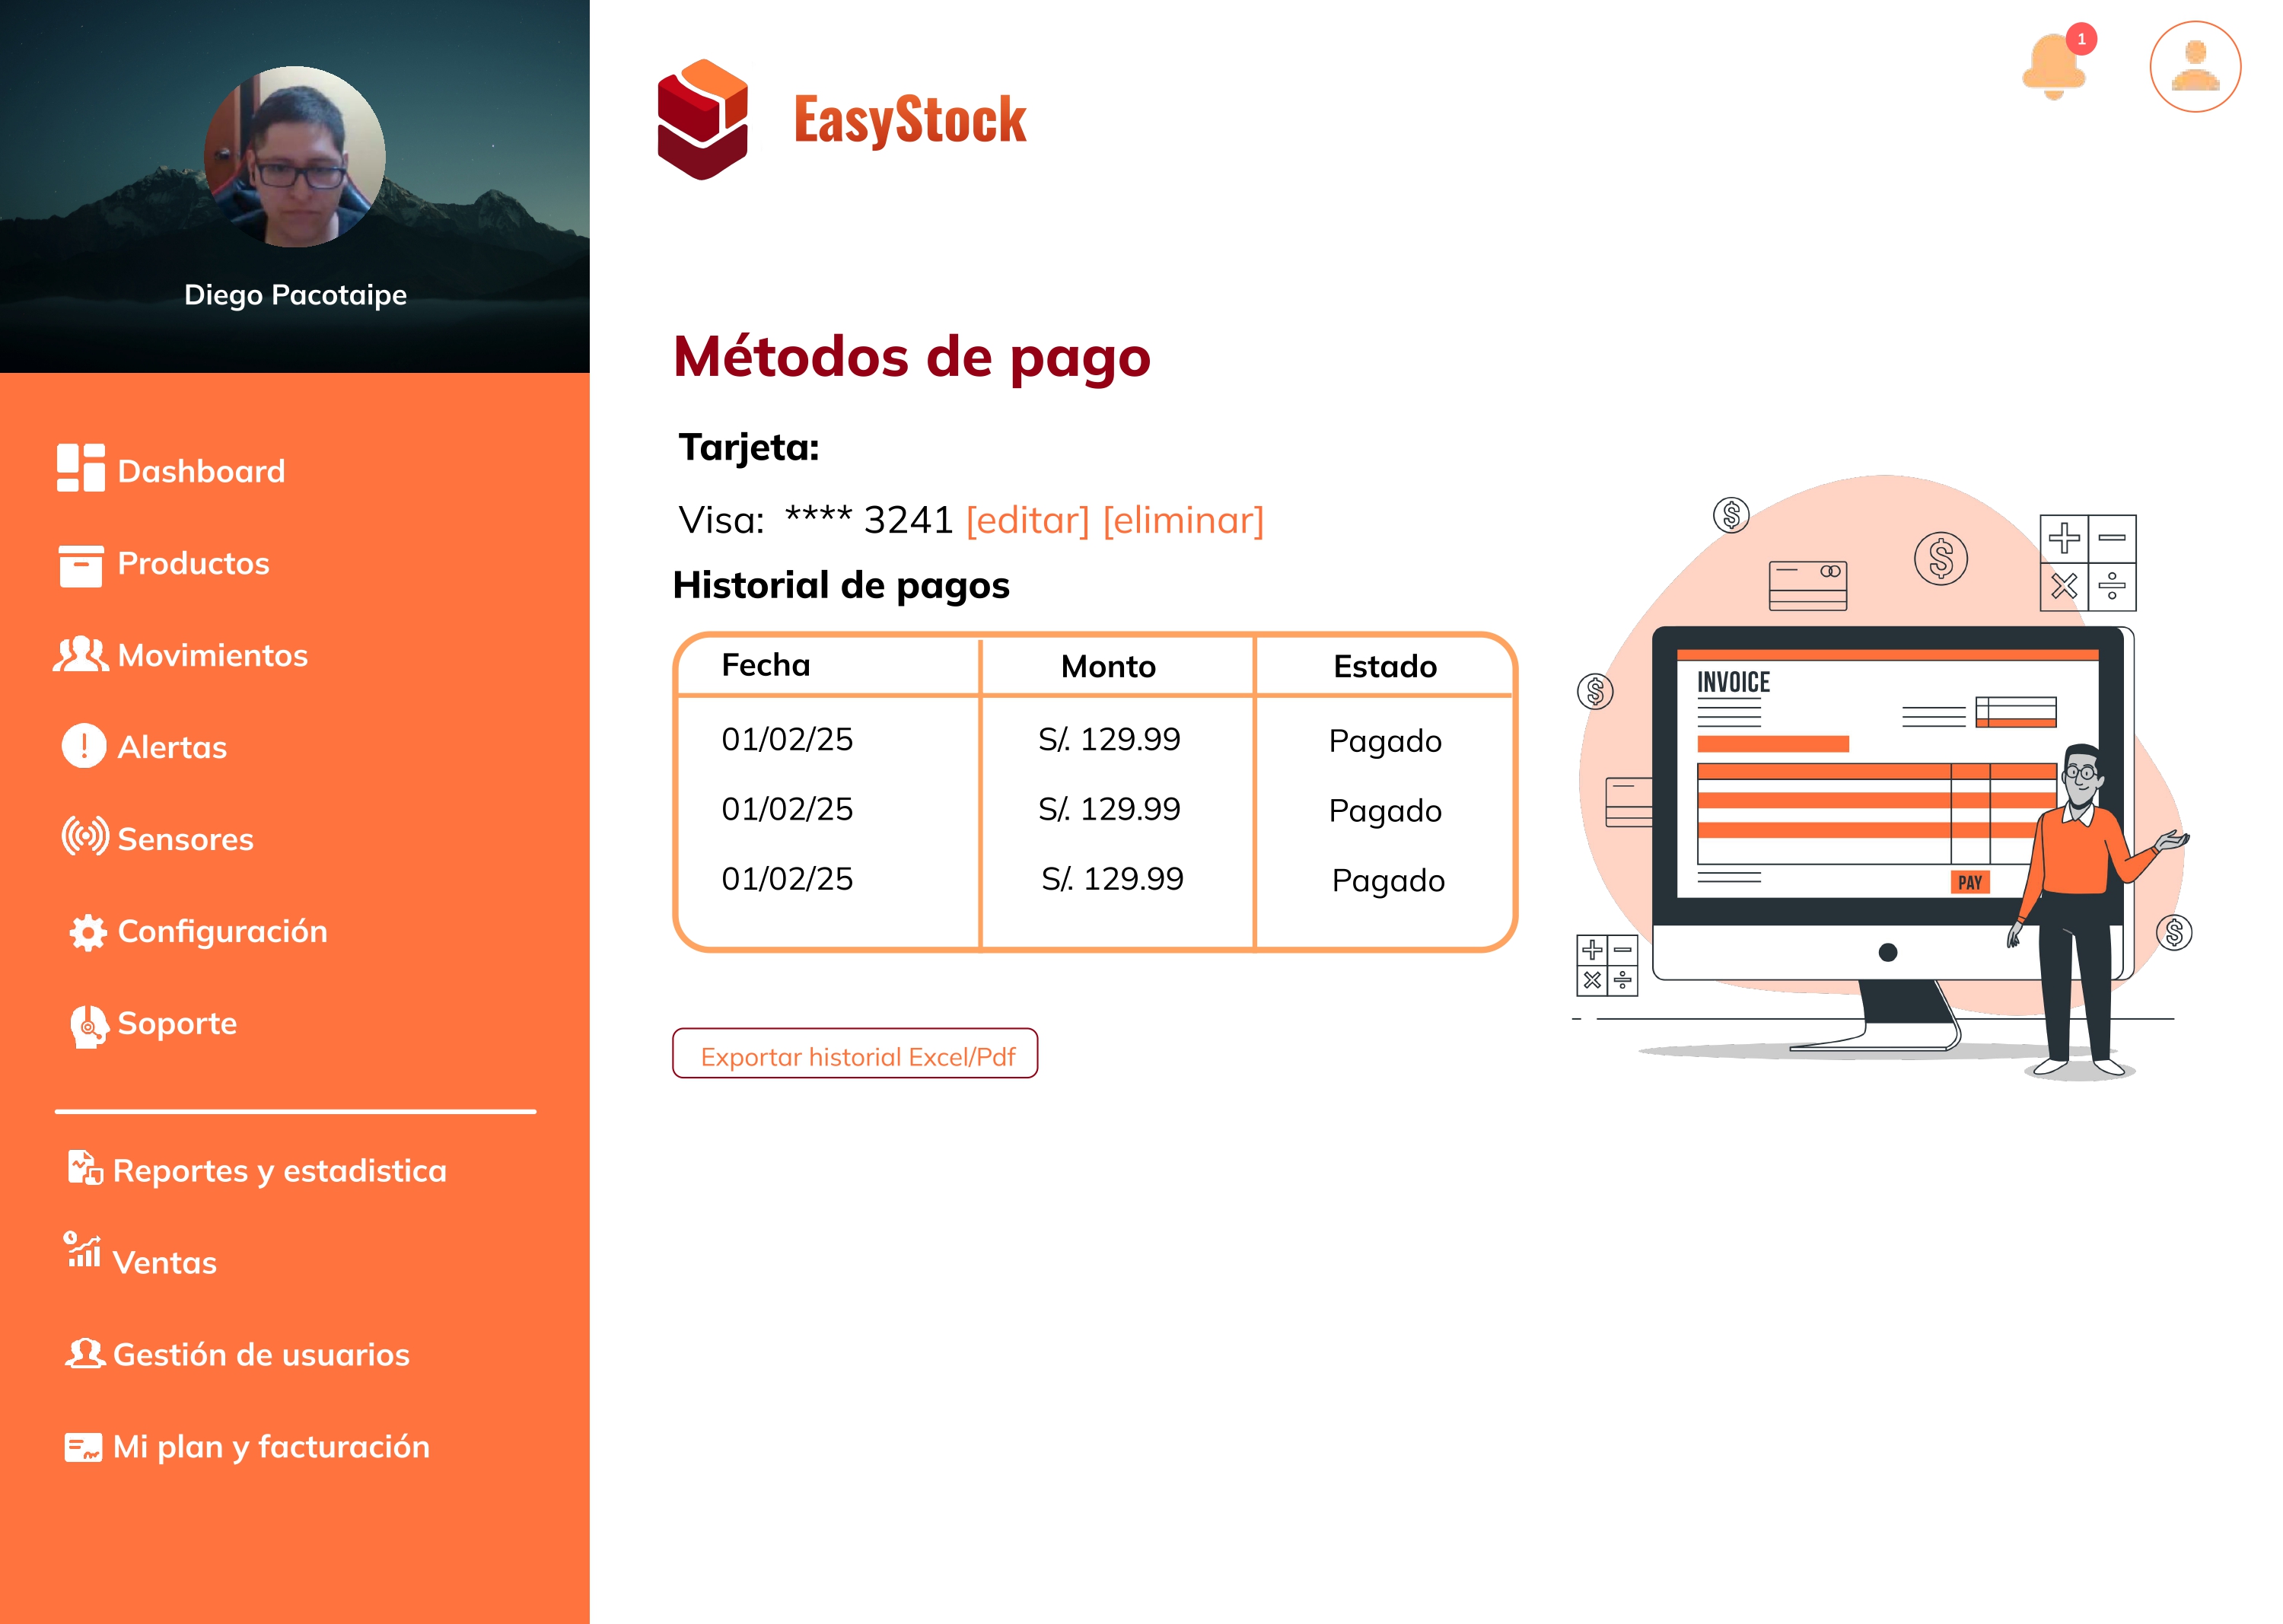 Diego Pacotaipe
Dashboard
Productos
Movimientos
Alertas
Sensores
Configuración
Soporte
Reportes y estadistica
Ventas
Gestión de usuarios
Mi plan y facturación
EasyStock
1
Métodos de pago
Tarjeta:
Visa: **** 3241 [editar] [eliminar]
Historial de pagos
Fecha Monto Estado
01/02/25 S/. 129.99 Pagado
01/02/25 S/. 129.99 Pagado
01/02/25 S/. 129.99 Pagado
Exportar historial Excel/Pdf
INVOICE
PAY